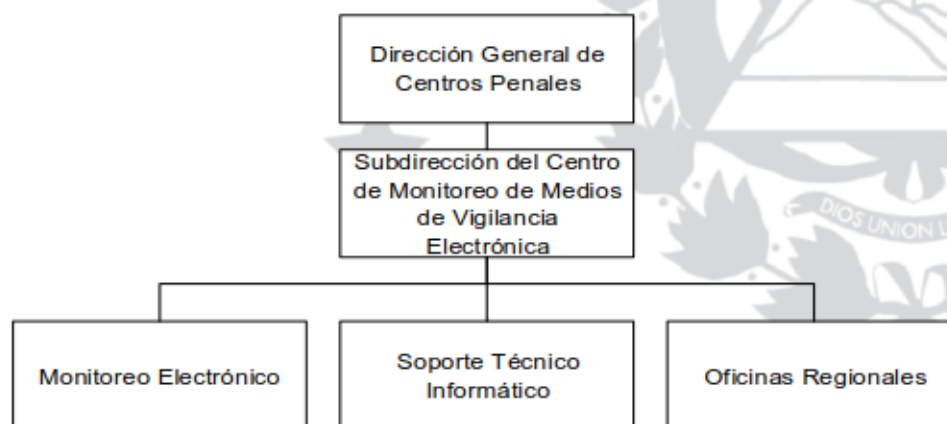 Dirección General de
Centros Penales
Subdirección del Centro
de Monitoreo de Medios
de Vigilancia
Electrónica
DIOS UNION L
Monitoreo Electrónico
Soporte Técnico
Informático
Oficinas Regionales